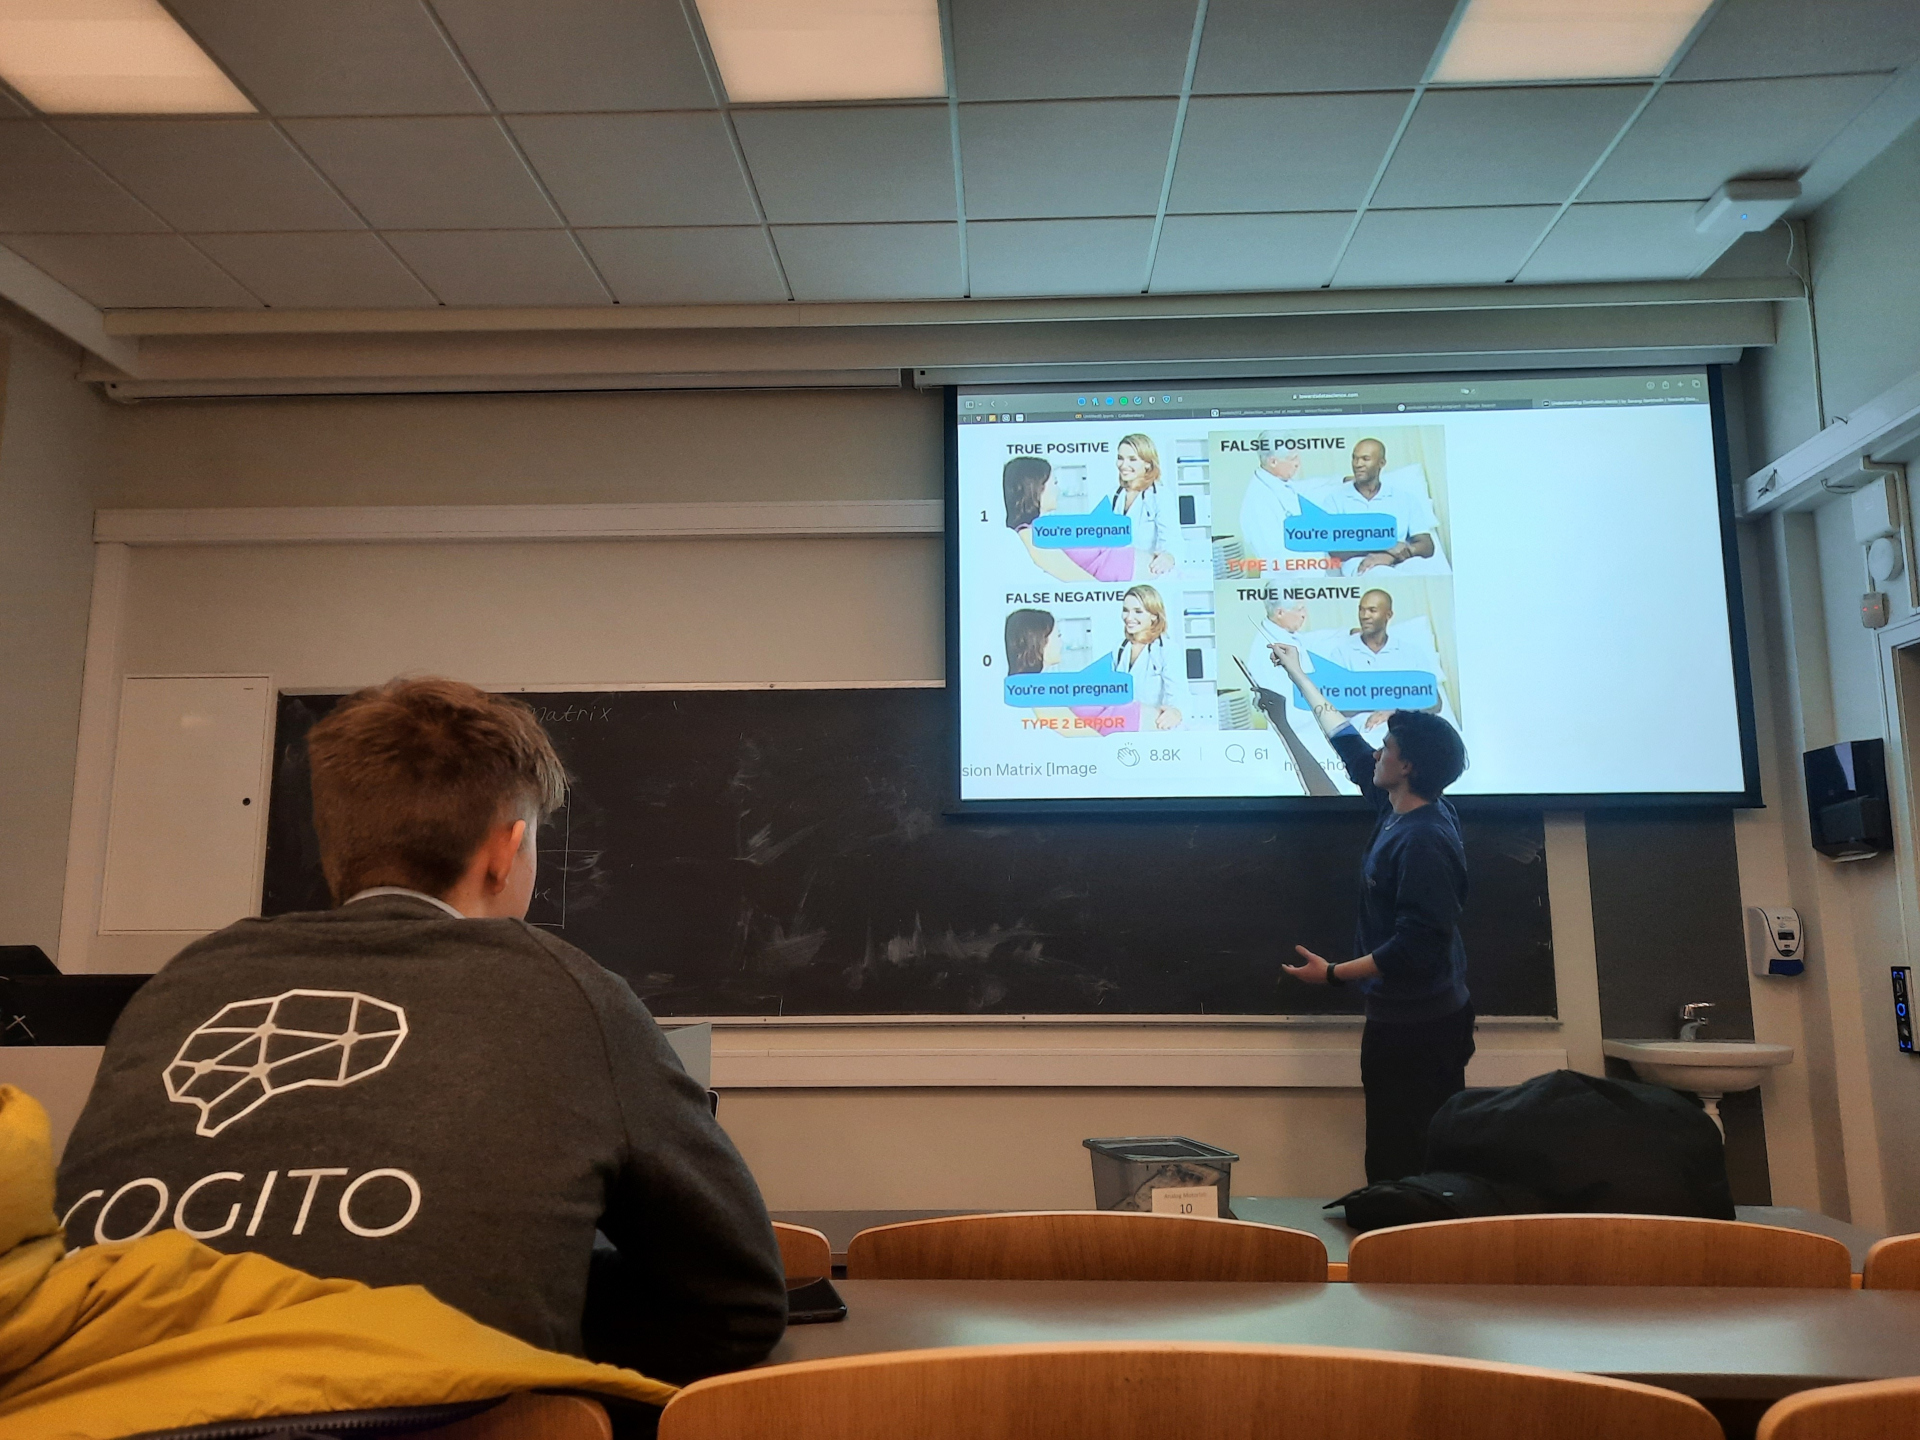 towardsdatascience.com
TRUE POSITIVE
FALSE POSITIVE
1
You're pregnant
You're pregnant
TYPE 1 ERROR
FALSE NEGATIVE
TRUE NEGATIVE
0
You're not pregnant
're not pregnant
TYPE 2 ERROR
8.8K
61
sion Matrix [Image
Matrix
COGITO
10